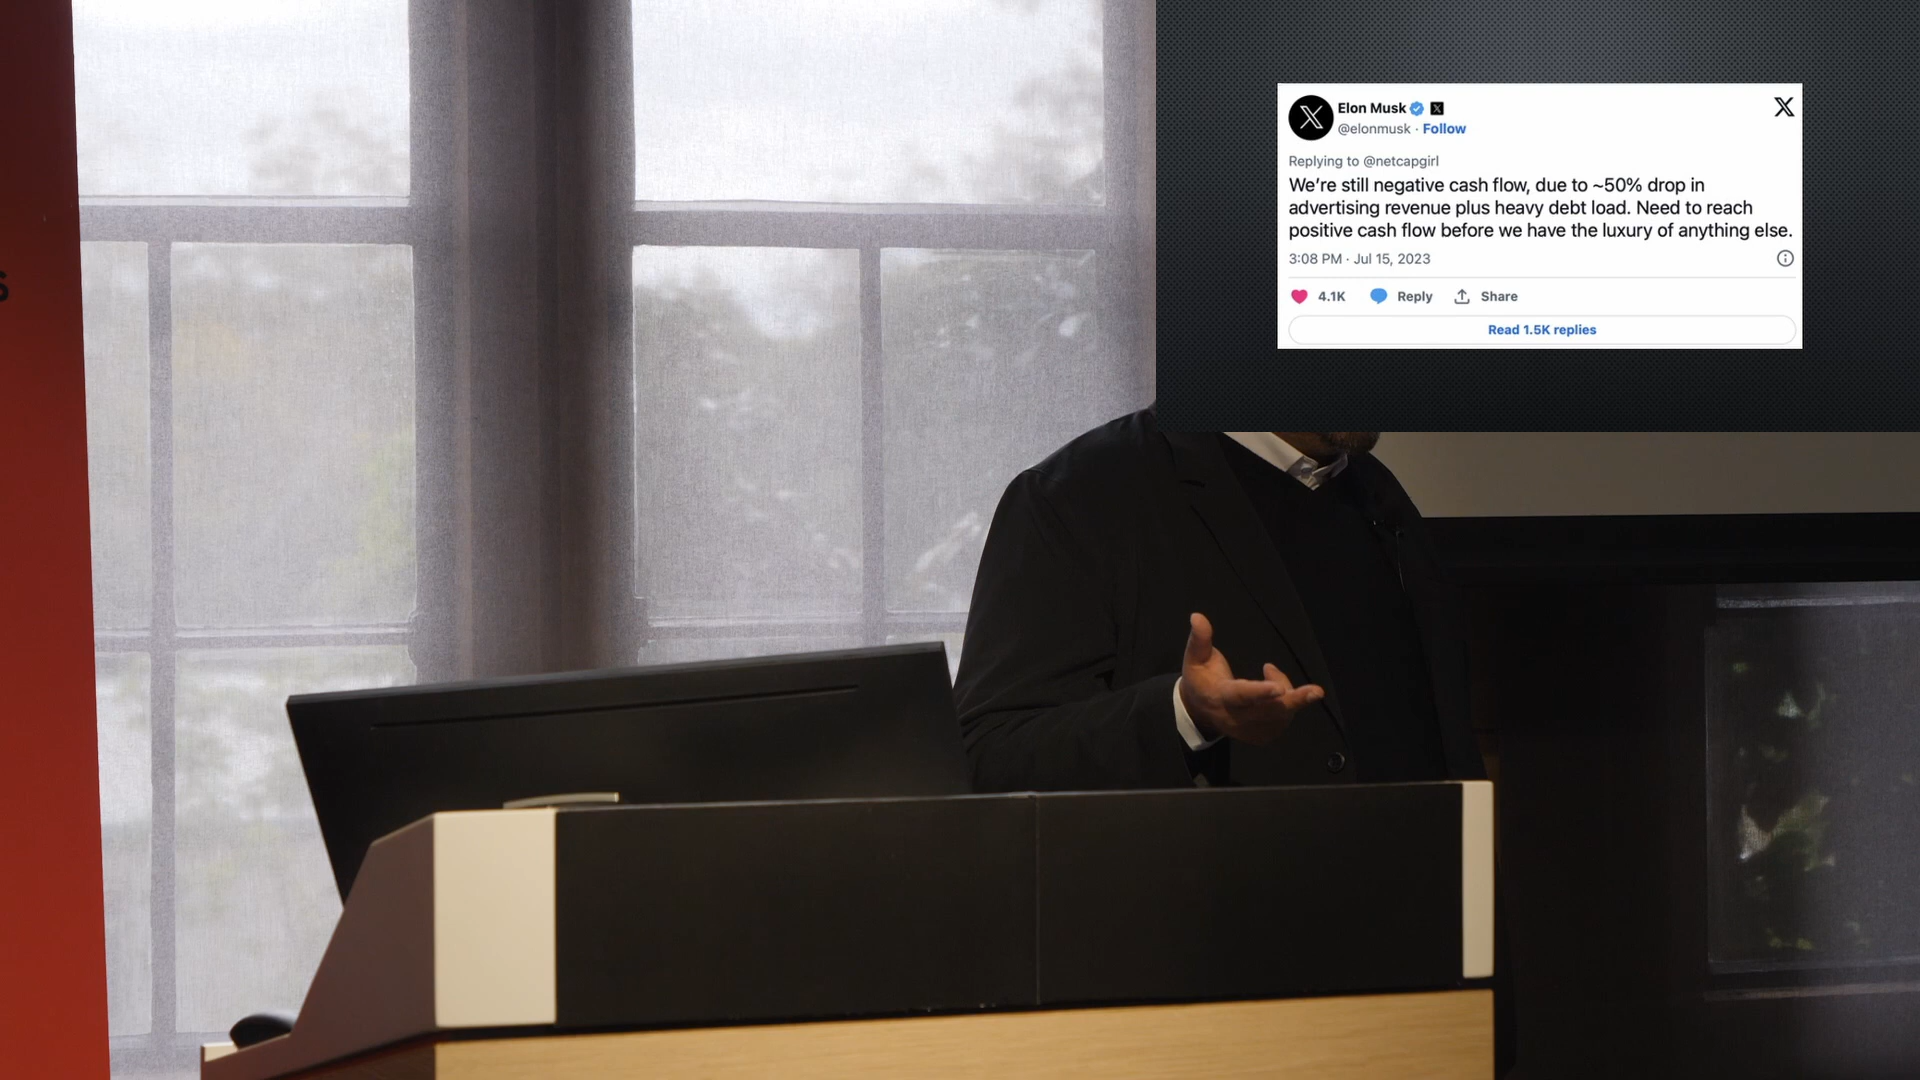 S
Elon Musk
@elonmusk · Follow
Replying to @netcapgirl
We're still negative cash flow, due to ~50% drop in
advertising revenue plus heavy debt load. Need to reach
positive cash flow before we have the luxury of anything else.
3:08 PM · Jul 15, 2023
4.1K Reply Share
Read 1.5K replies